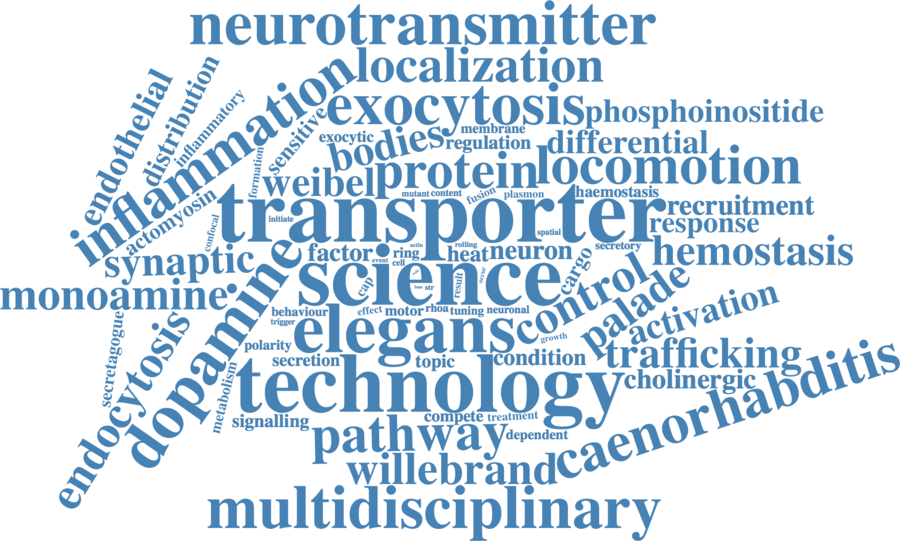 neurotransmitter
localization
inflammation
exocytosis
phosphoinositide
endothelial
distribution
inflammatory
sensitive
exocytic
membrane
bodies
regulation
differential
formation
weibel
protein
locomotion
mutant
content
fusion
plasmon
haemostasis
actomyosin
transporter
recruitment
initiate
confocal
spatial
response
synaptic
factor
actin
rolling
ring
heat
neuron
secretory
hemostasis
event
cell
science
cap
result
occur
str
cargo
control
palade
monoamine
behaviour
effect
motor
rhoa
tuning
neuronal
activation
secretagogue
trigger
elegans
growth
dopamine
polarity
secretion
topic
condition
trafficking
endocytosis
metabolism
technology
cholinergic
signalling
compete
treatment
caenorhabditis
pathway
dependent
willebrand
multidisciplinary